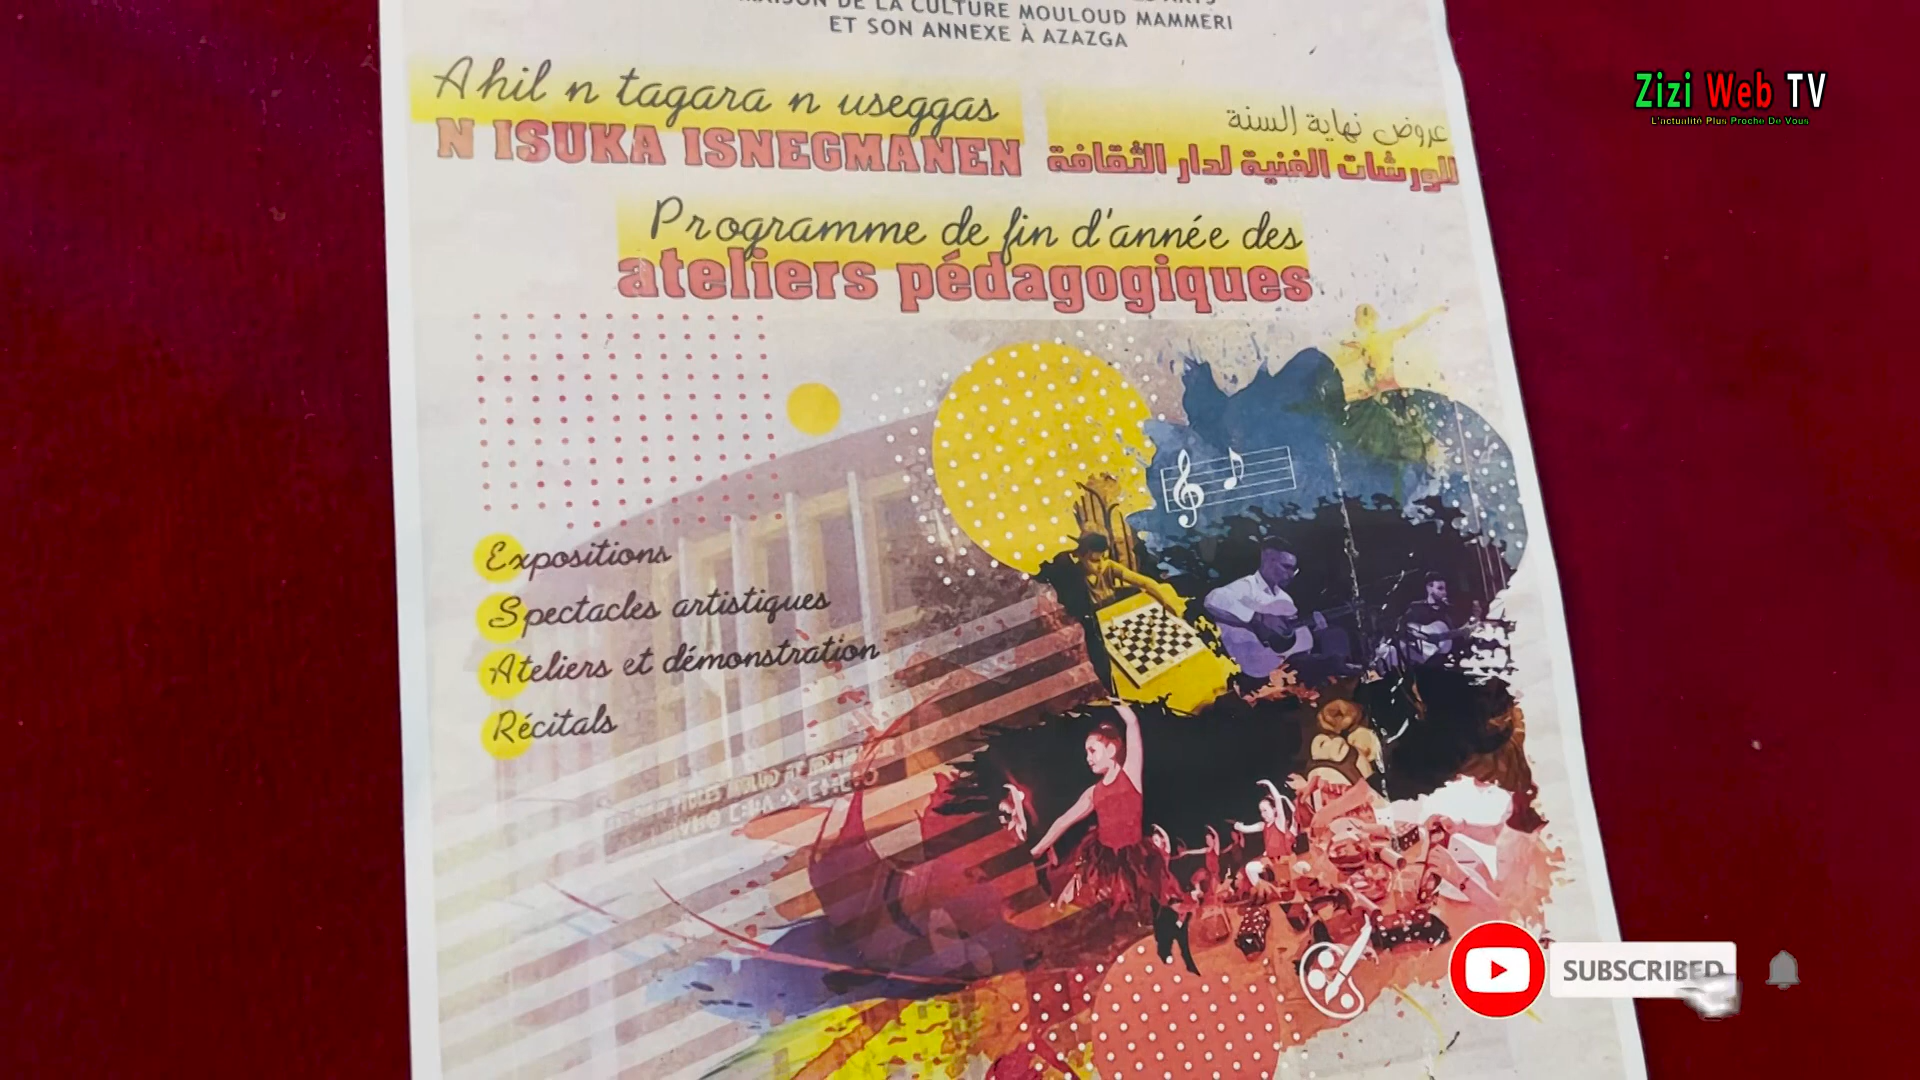 MAISON DE LA CULTURE MOULOUD MAMMERI
ET SON ANNEXE À AZAZGA
Ahil n tagara n useggas
N ISUKA ISNEGMANEN
عروض نهاية السنة
للورشات الفنية لدار الثقافة
Programme de fin d'année des
ateliers pédagogiques
Expositions
Spectacles artistiques
Ateliers et démonstration
Récitals
Zizi Web TV
L'actualité Plus Proche De Vous
SUBSCRIBED